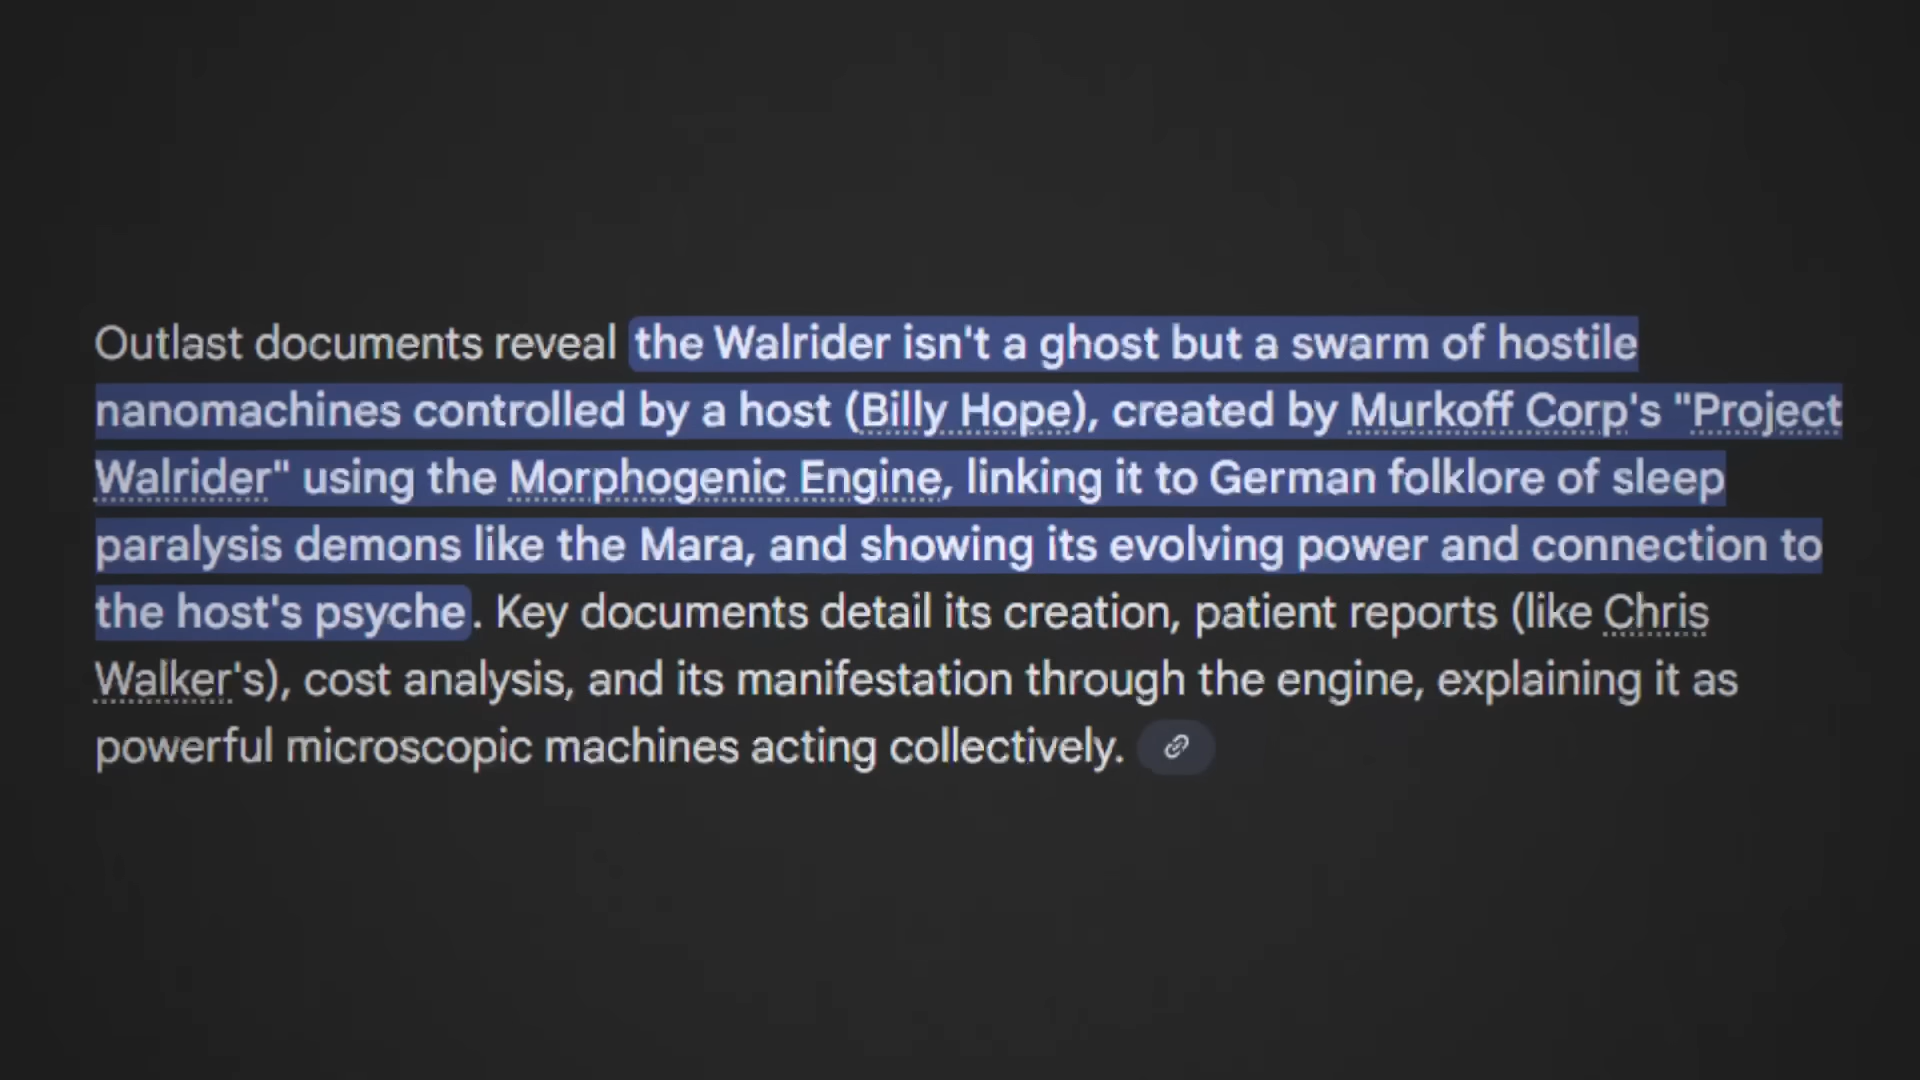 Outlast documents reveal the Walrider isn't a ghost but a swarm of hostile
nanomachines controlled by a host (Billy Hope), created by Murkoff Corp's "Project
Walrider" using the Morphogenic Engine, linking it to German folklore of sleep
paralysis demons like the Mara, and showing its evolving power and connection to
the host's psyche. Key documents detail its creation, patient reports (like Chris
Walker's), cost analysis, and its manifestation through the engine, explaining it as
powerful microscopic machines acting collectively.